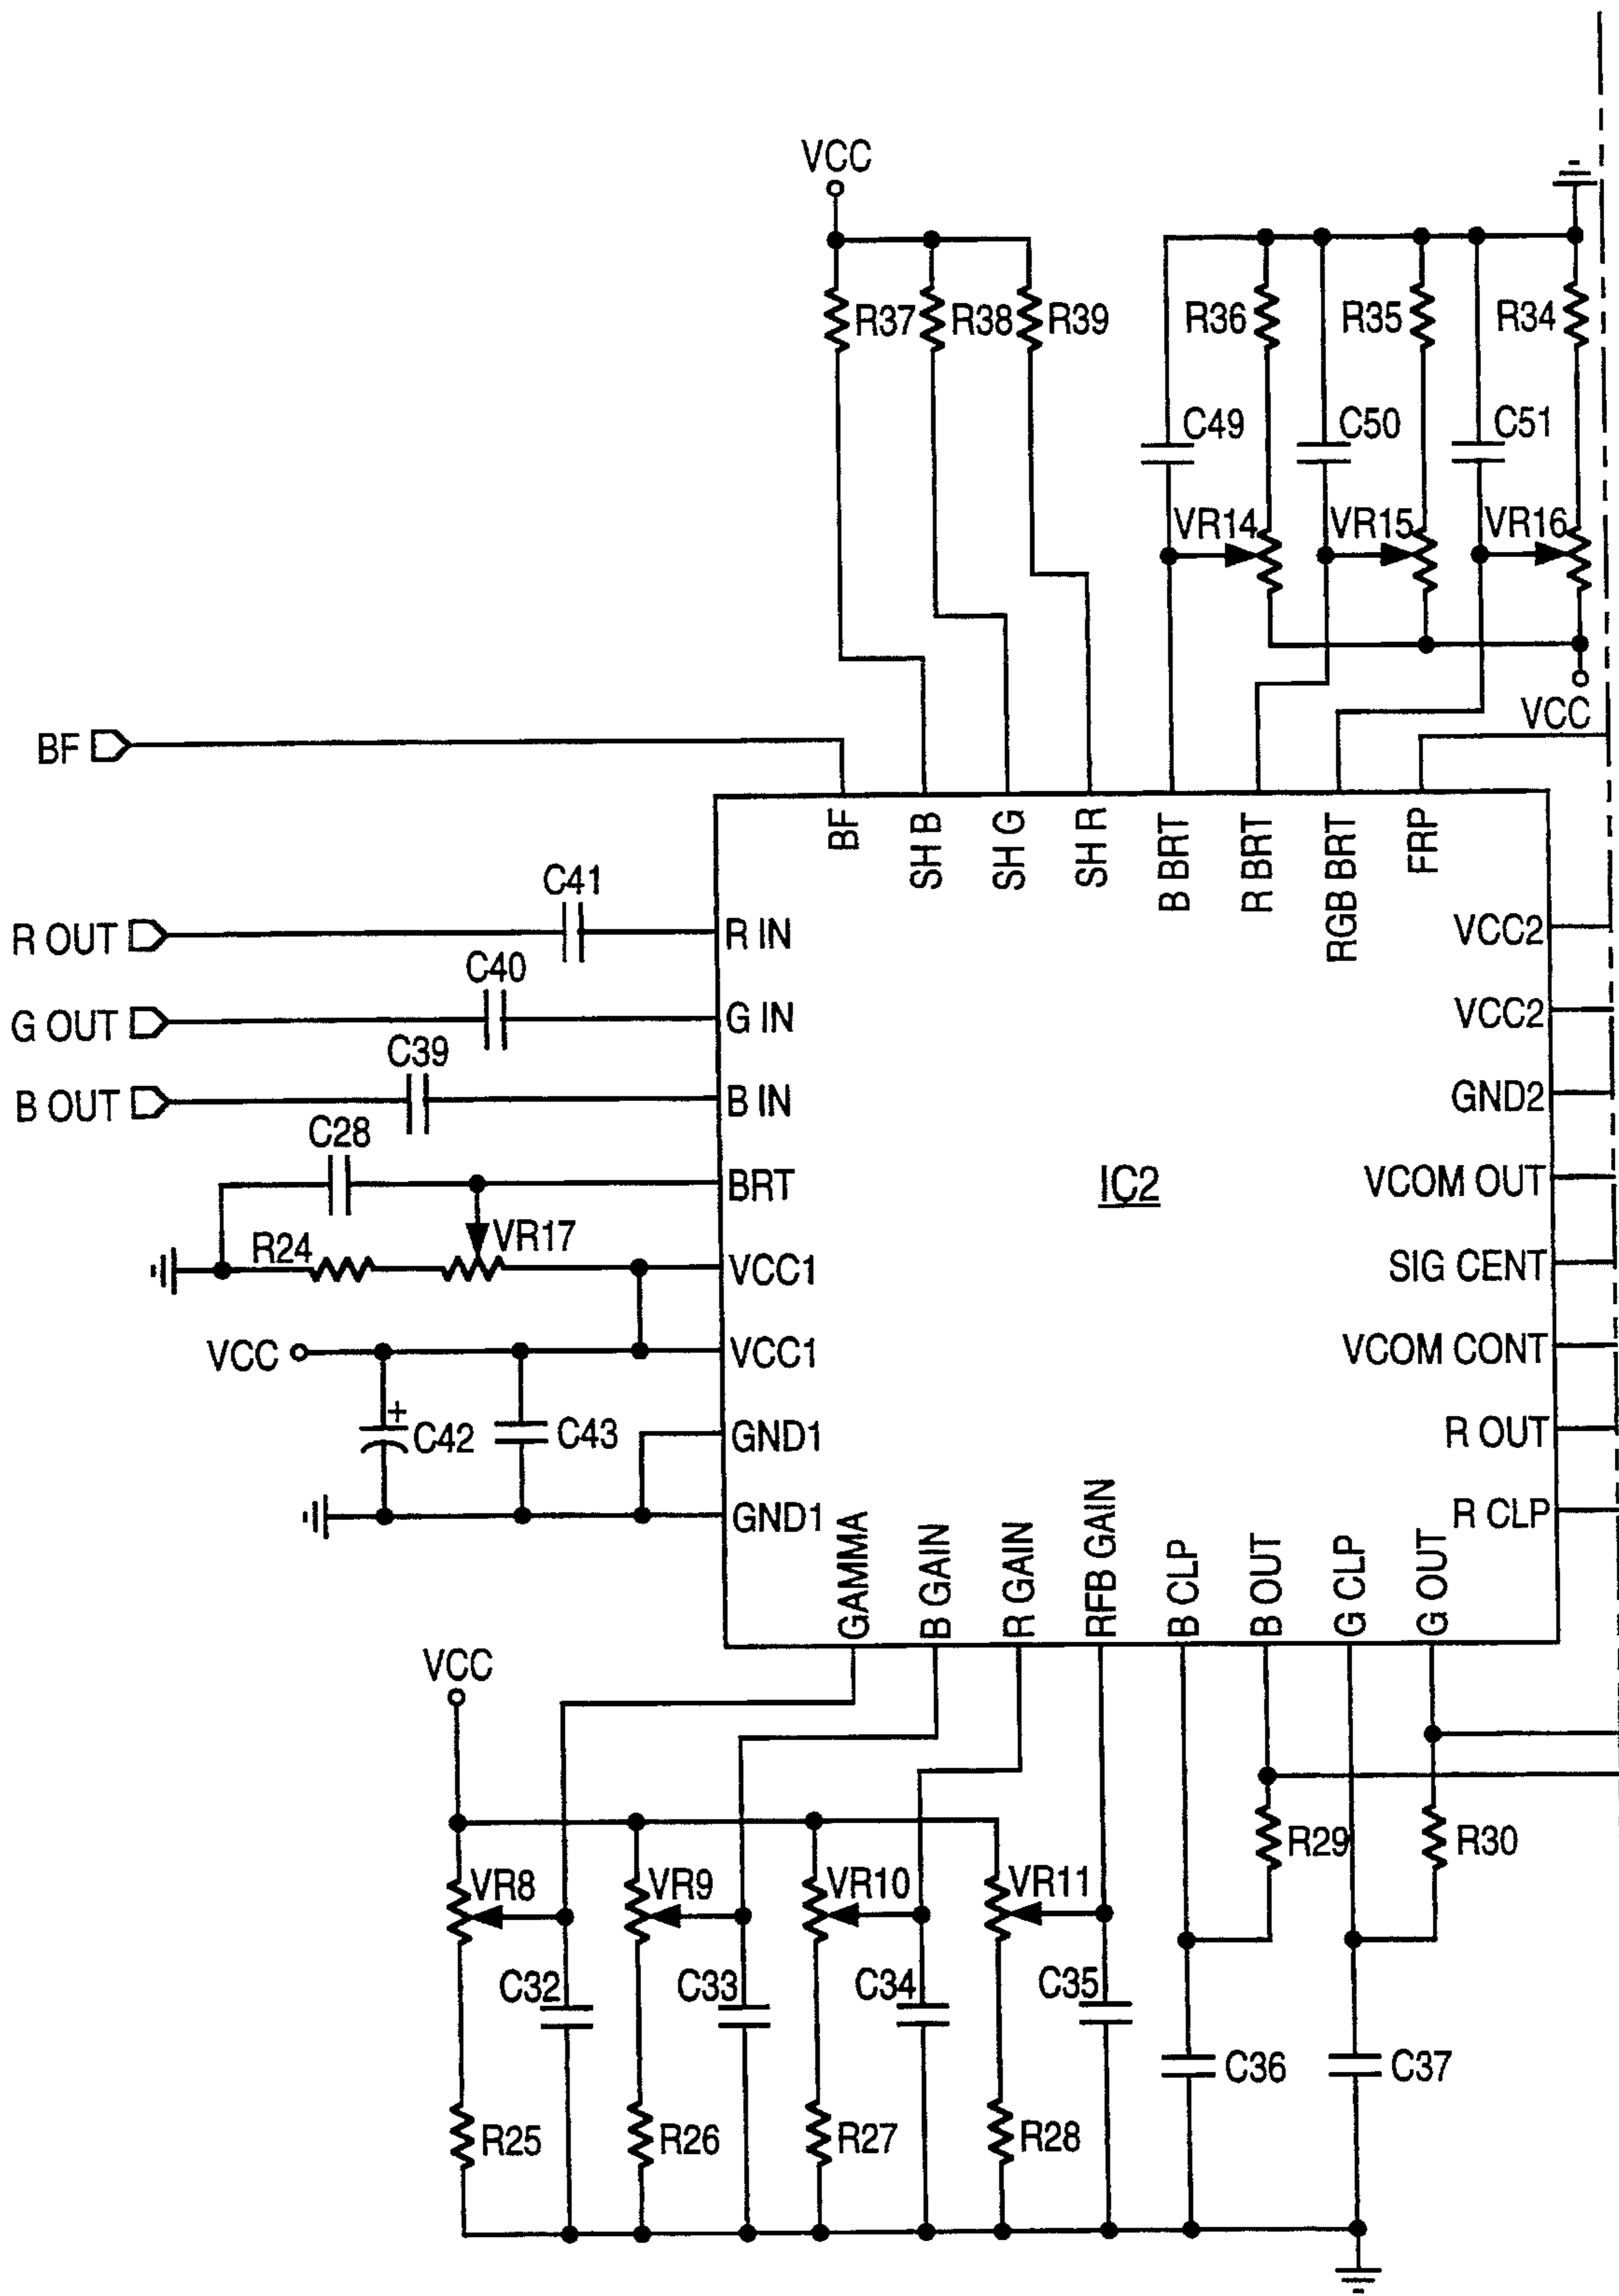 VCC
R37 R38 R39 R36 R35 R34
C49 C50 C51
VR14 VR15 VR16
VCC
BF
BF
SH B
SH G
SH R
B BRT
R BRT
RGB BRT
FRP
C41
R OUT
R IN
VCC2
C40
G OUT
G IN
VCC2
C39
B OUT
B IN
GND2
C28
BRT
IC2
VCOM OUT
R24
VR17
VCC1
SIG CENT
VCC
VCC1
VCOM CONT
C42
+
C43
GND1
R OUT
GND1
R CLP
GAMMA
B GAIN
R GAIN
RFB GAIN
B CLP
B OUT
G CLP
G OUT
VCC
R29 R30
VR8 VR9 VR10 VR11
C32 C33 C34 C35
C36 C37
R25 R26 R27 R28